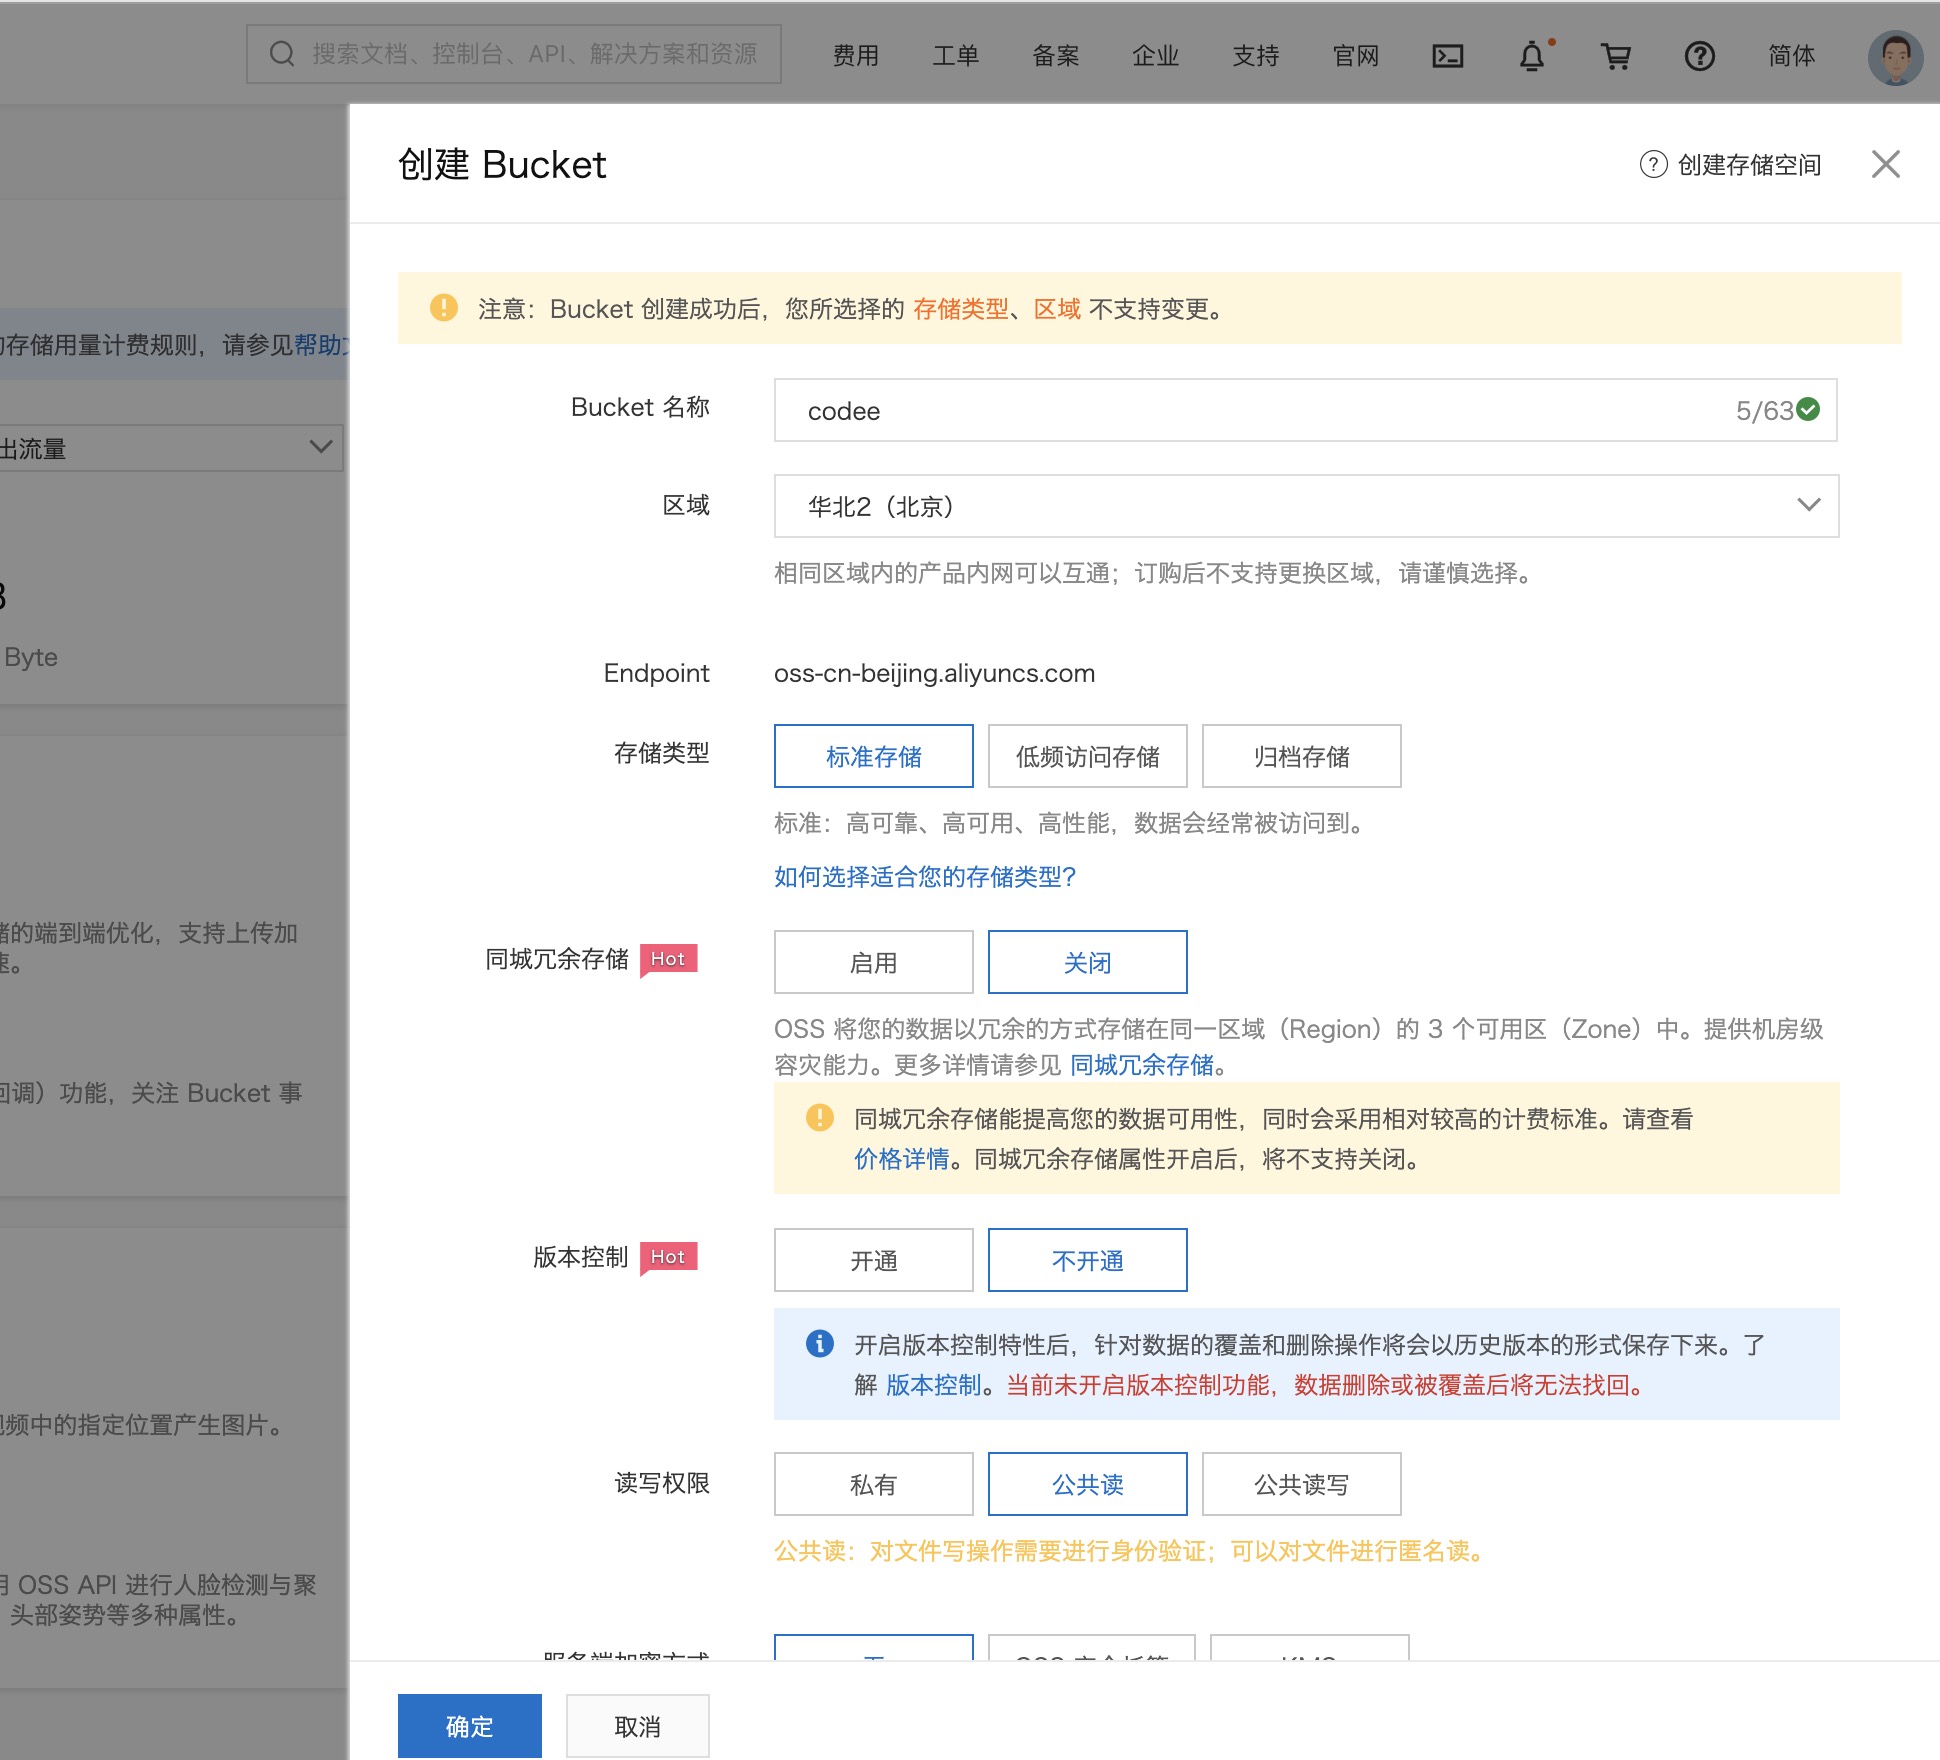 搜索文档、控制台、API、解决方案和资源
费用 工单 备案 企业 支持 官网 简体
创建 Bucket
创建存储空间
注意：Bucket 创建成功后，您所选择的 存储类型、区域 不支持变更。
存储用量计费规则，请参见帮助
Bucket 名称
codee
5/63
出流量
区域
华北2（北京）
相同区域内的产品内网可以互通；订购后不支持更换区域，请谨慎选择。
Byte
Endpoint
oss-cn-beijing.aliyuncs.com
存储类型
标准存储 低频访问存储 归档存储
标准：高可靠、高可用、高性能，数据会经常被访问到。
如何选择适合您的存储类型？
的端到端优化，支持上传加
速。
同城冗余存储 Hot
启用 关闭
OSS 将您的数据以冗余的方式存储在同一区域（Region）的 3 个可用区（Zone）中。提供机房级
容灾能力。更多详情请参见 同城冗余存储。
回调）功能，关注 Bucket 事
同城冗余存储能提高您的数据可用性，同时会采用相对较高的计费标准。请查看
价格详情。同城冗余存储属性开启后，将不支持关闭。
版本控制 Hot
开通 不开通
开启版本控制特性后，针对数据的覆盖和删除操作将会以历史版本的形式保存下来。了
解 版本控制。当前未开启版本控制功能，数据删除或被覆盖后将无法找回。
频中的指定位置产生图片。
读写权限
私有 公共读 公共读写
公共读：对文件写操作需要进行身份验证；可以对文件进行匿名读。
用 OSS API 进行人脸检测与聚
头部姿势等多种属性。
服务端加密方式
无 OSS 完全托管 KMS
确定 取消